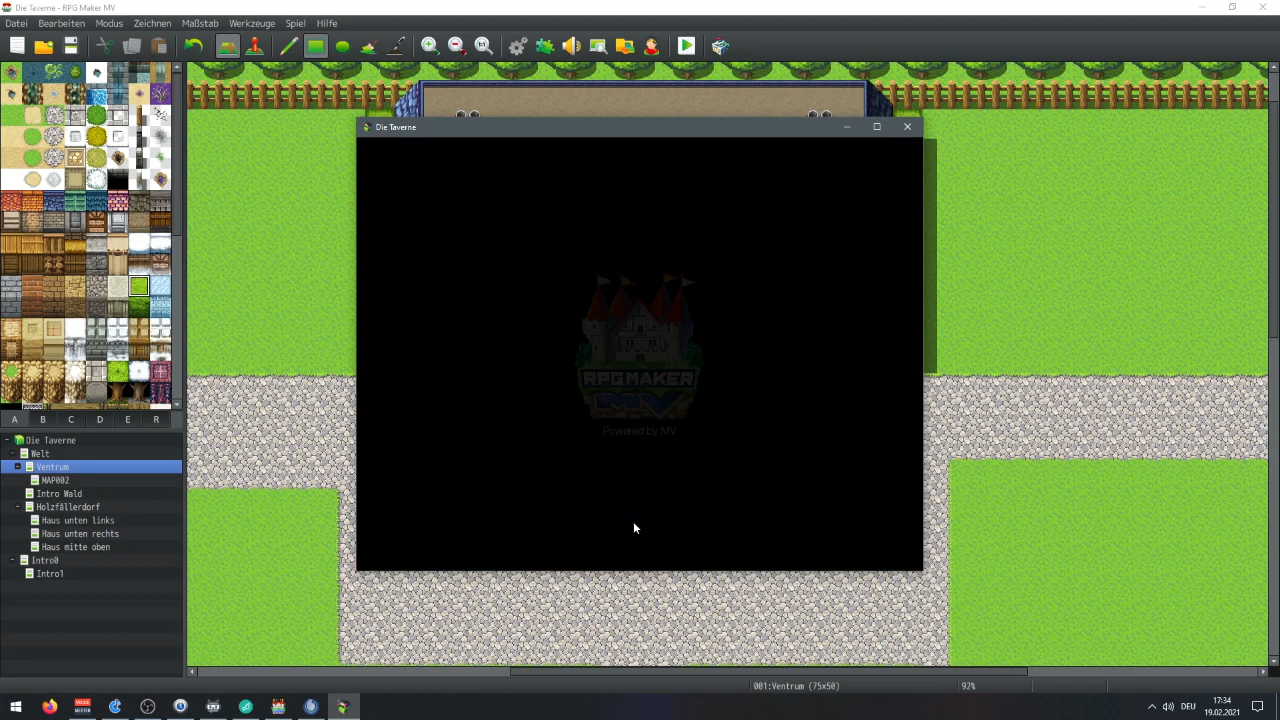 Die Taverne - RPG Maker MV
Datei Bearbeiten Modus Zeichnen Maßstab Werkzeuge Spiel Hilfe
Die Taverne
RPG MAKER
Powered by MV
A B C D E R
Die Taverne
Welt
Ventrum
MAP002
Intro Wald
Holzfällerdorf
Haus unten links
Haus unten rechts
Haus mitte oben
Intro0
Intro1
001:Ventrum (75x50) 92%
DEU
17:34
19.02.2021